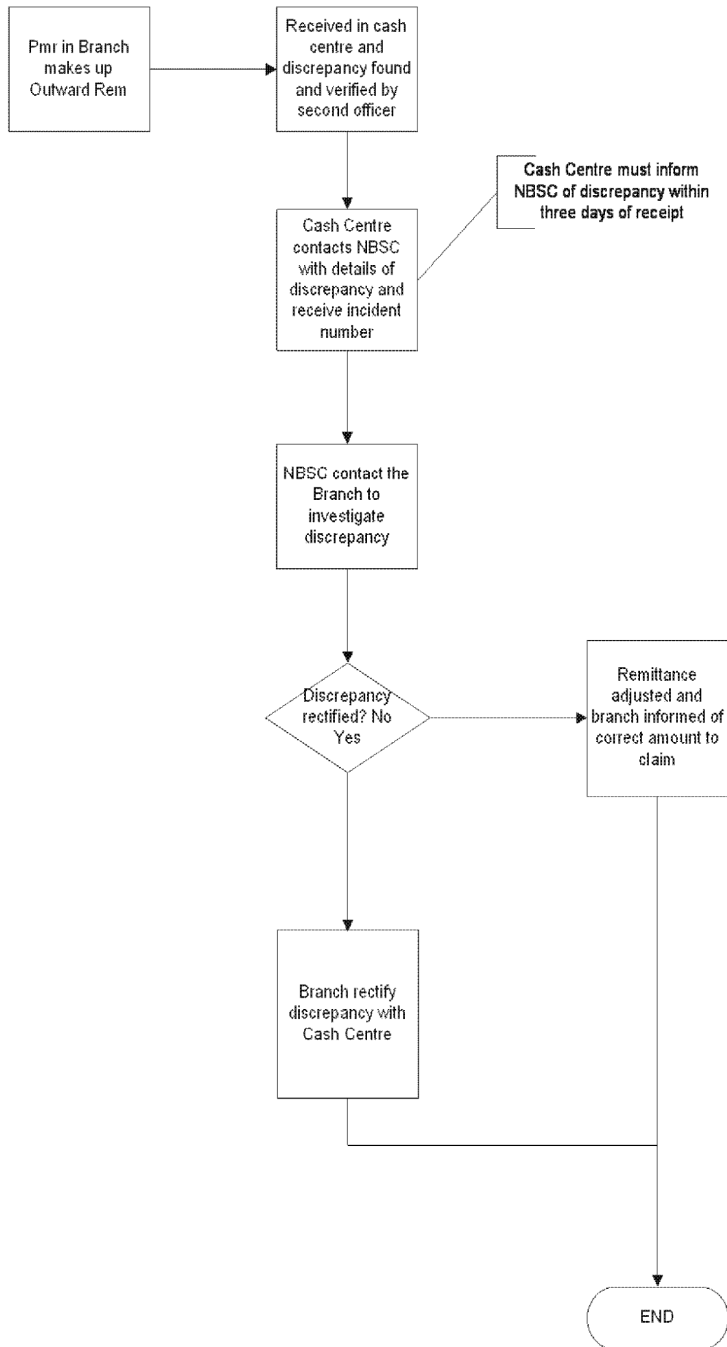 Pmr in Branch
makes up
Outward Rem
Received in cash
centre and
discrepancy found
and verified by
second officer
Cash Centre must inform
NBSC of discrepancy within
three days of receipt
Cash Centre
contacts NBSC
with details of
discrepancy and
receive incident
number
NBSC contact the
Branch to
investigate
discrepancy
Discrepancy
rectified? No
Yes
Remittance
adjusted and
branch informed of
correct amount to
claim
Branch rectify
discrepancy with
Cash Centre
END